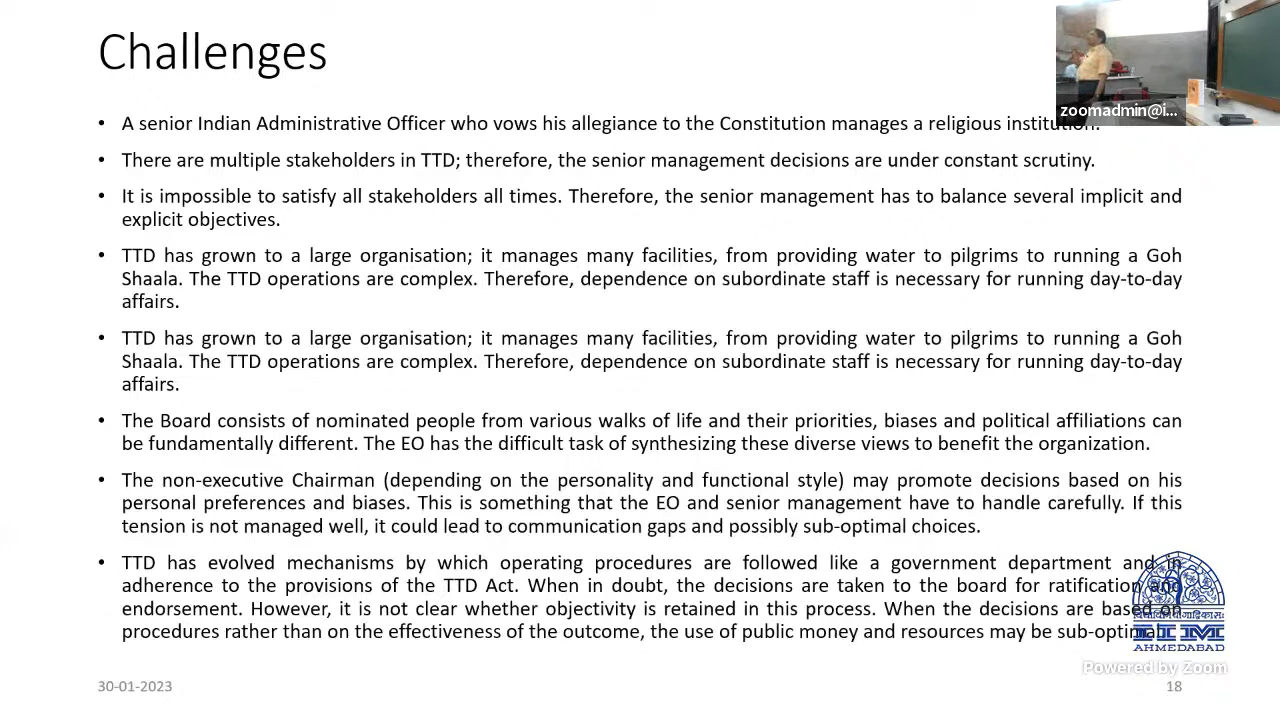 Challenges
zoomadmin@i...
• A senior Indian Administrative Officer who vows his allegiance to the Constitution manages a religious institution.
• There are multiple stakeholders in TTD; therefore, the senior management decisions are under constant scrutiny.
• It is impossible to satisfy all stakeholders all times. Therefore, the senior management has to balance several implicit and
explicit objectives.
• TTD has grown to a large organisation; it manages many facilities, from providing water to pilgrims to running a Goh
Shaala. The TTD operations are complex. Therefore, dependence on subordinate staff is necessary for running day-to-day
affairs.
• TTD has grown to a large organisation; it manages many facilities, from providing water to pilgrims to running a Goh
Shaala. The TTD operations are complex. Therefore, dependence on subordinate staff is necessary for running day-to-day
affairs.
• The Board consists of nominated people from various walks of life and their priorities, biases and political affiliations can
be fundamentally different. The EO has the difficult task of synthesizing these diverse views to benefit the organization.
• The non-executive Chairman (depending on the personality and functional style) may promote decisions based on his
personal preferences and biases. This is something that the EO and senior management have to handle carefully. If this
tension is not managed well, it could lead to communication gaps and possibly sub-optimal choices.
• TTD has evolved mechanisms by which operating procedures are followed like a government department and in
adherence to the provisions of the TTD Act. When in doubt, the decisions are taken to the board for ratification and
endorsement. However, it is not clear whether objectivity is retained in this process. When the decisions are based on
procedures rather than on the effectiveness of the outcome, the use of public money and resources may be sub-optimal.
IIM
AHMEDABAD
Powered by Zoom
30-01-2023
18